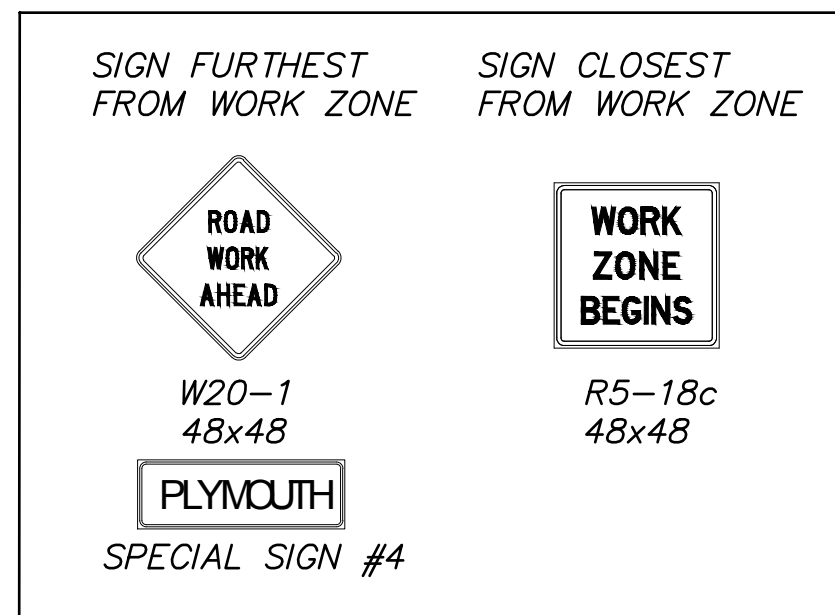 SIGN FURTHEST
FROM WORK ZONE
ROAD
WORK
AHEAD
W20-1
48x48
PLYMOUTH
SPECIAL SIGN #4
SIGN CLOSEST
FROM WORK ZONE
WORK
ZONE
BEGINS
R5-18c
48x48